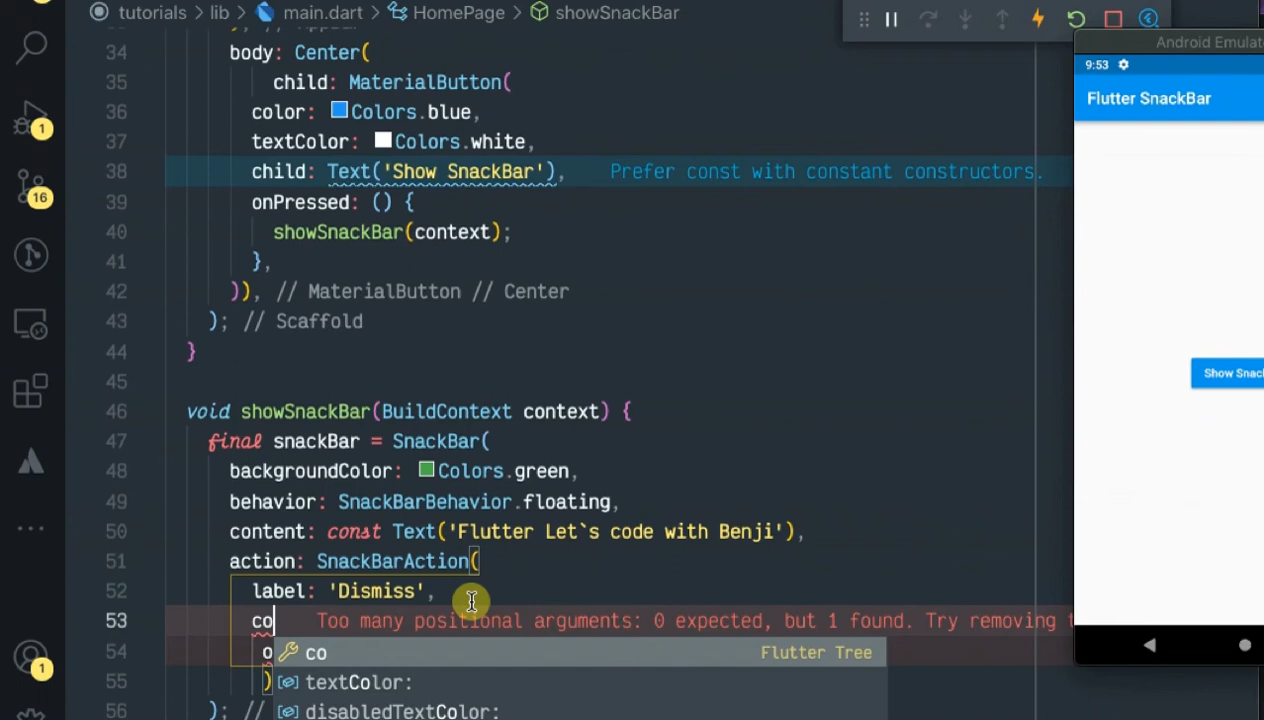 tutorials > lib > main.dart > HomePage > showSnackBar
34 body: Center(
35 child: MaterialButton(
36 color: Colors.blue,
37 textColor: Colors.white,
38 child: Text('Show SnackBar'), Prefer const with constant constructors.
39 onPressed: () {
40 showSnackBar(context);
41 },
42 )), // MaterialButton // Center
43 ); // Scaffold
44 }
45
46 void showSnackBar(BuildContext context) {
47 final snackBar = SnackBar(
48 backgroundColor: Colors.green,
49 behavior: SnackBarBehavior.floating,
50 content: const Text('Flutter Let`s code with Benji'),
51 action: SnackBarAction(
52 label: 'Dismiss',
53 co Too many positional arguments: 0 expected, but 1 found. Try removing
54 o
55 )
56 ); //
co Flutter Tree
textColor:
disabledTextColor:
1
16
1
Android Emulat
9:53
Flutter SnackBar
Show Snac